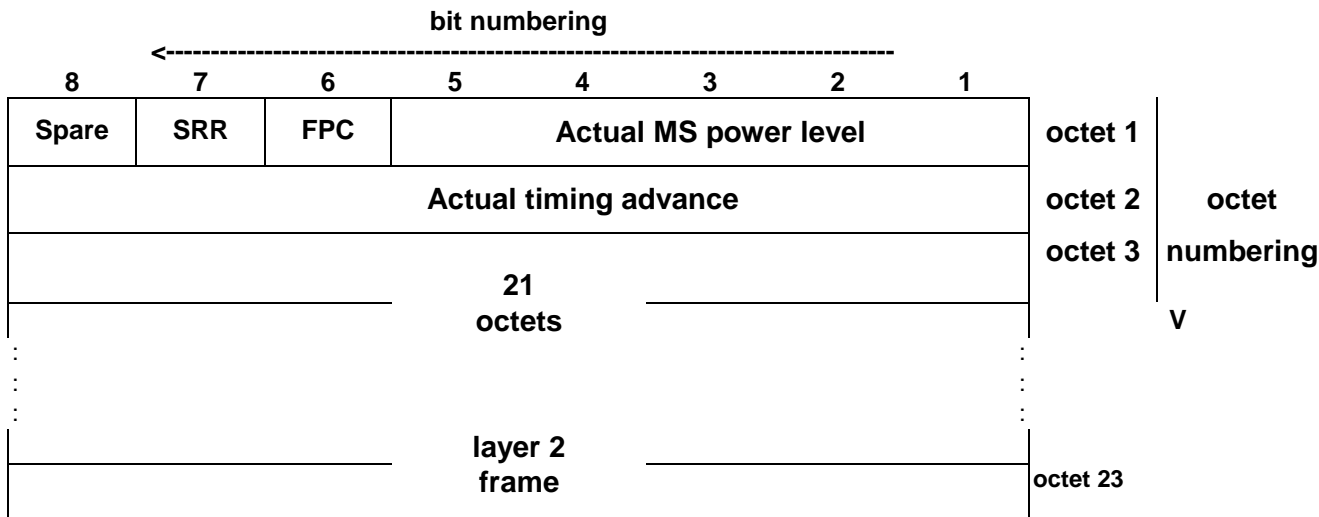 bit numbering
<---------------------------------------------------------------------------------
8 7 6 5 4 3 2 1
Spare SRR FPC Actual MS power level octet 1
Actual timing advance octet 2 octet
octet 3 numbering
21
octets V
: :
: :
: :
layer 2
frame octet 23